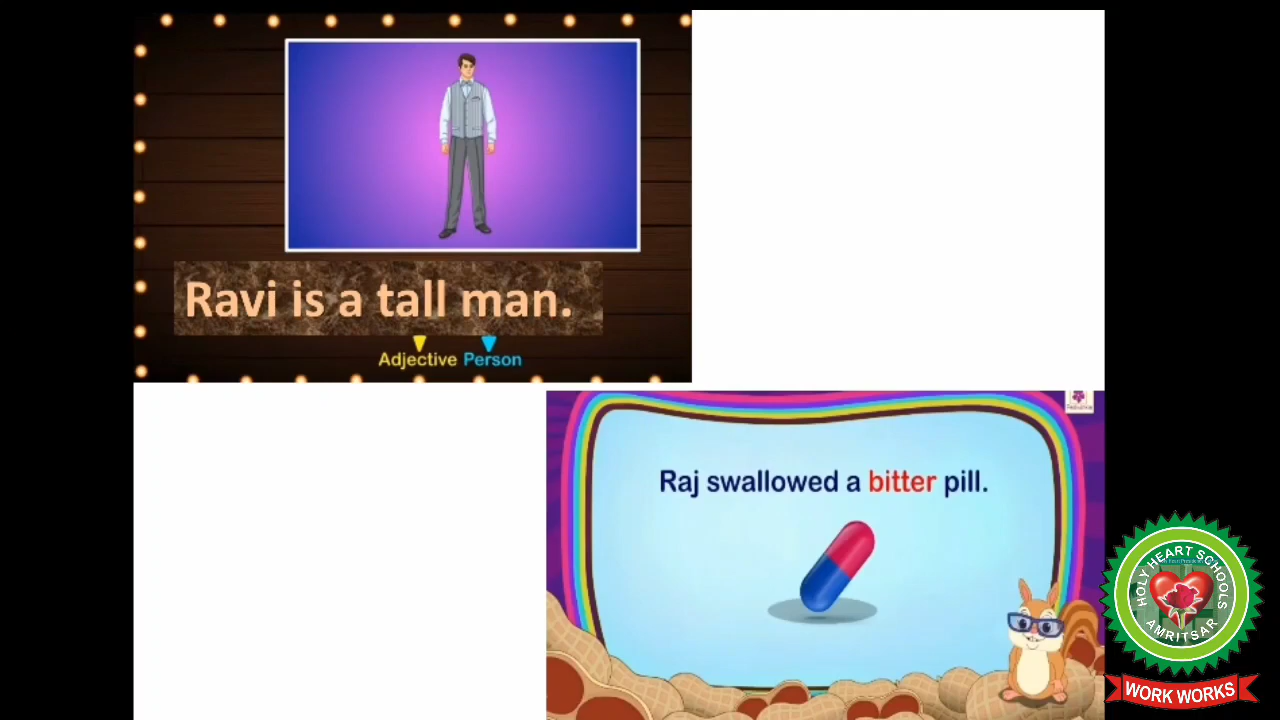 Ravi is a tall man.
Adjective Person
Raj swallowed a bitter pill.
HOLY HEART SCHOOLS
AMRITSAR
WORK WORKS